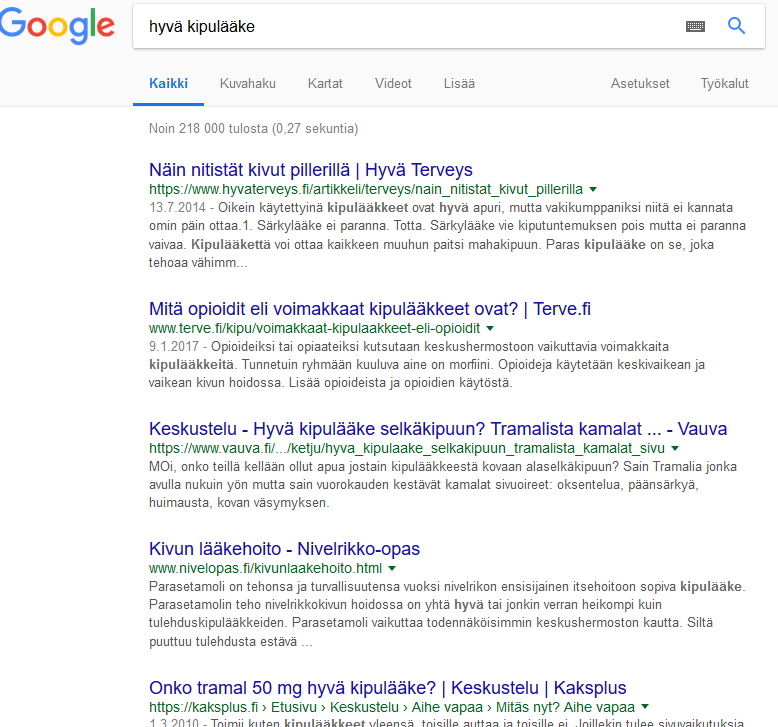 Google
hyvä kipulääke
Kaikki Kuvahaku Kartat Videot Lisää Asetukset Työkalut
Noin 218 000 tulosta (0,27 sekuntia)
Näin nitistät kivut pillerillä | Hyvä Terveys
https://www.hyvaterveys.fi/artikkeli/terveys/nain_nitistat_kivut_pillerilla
13.7.2014 - Oikein käytettyinä kipulääkkeet ovat hyvä apuri, mutta vakikumppaniksi niitä ei kannata
omin päin ottaa.1. Särkylääke ei paranna. Totta. Särkylääke vie kiputuntemuksen pois mutta ei paranna
vaivaa. Kipulääkettä voi ottaa kaikkeen muuhun paitsi mahakipuun. Paras kipulääke on se, joka
tehoaa vähimm...
Mitä opioidit eli voimakkaat kipulääkkeet ovat? | Terve.fi
www.terve.fi/kipu/voimakkaat-kipulaakkeet-eli-opioidit
9.1.2017 - Opioideiksi tai opiaateiksi kutsutaan keskushermostoon vaikuttavia voimakkaita
kipulääkkeitä. Tunnetuin ryhmään kuuluva aine on morfiini. Opioideja käytetään keskivaikean ja
vaikean kivun hoidossa. Lisää opioideista ja opioidien käytöstä.
Keskustelu - Hyvä kipulääke selkäkipuun? Tramalista kamalat ... - Vauva
https://www.vauva.fi/.../ketju/hyva_kipulaake_selkakipuun_tramalista_kamalat_sivu
MOi, onko teillä kellään ollut apua jostain kipulääkkeestä kovaan alaselkäkipuun? Sain Tramalia jonka
avulla nukuin yön mutta sain vuorokauden kestävät kamalat sivuoireet: oksentelua, päänsärkyä,
huimausta, kovan väsymyksen.
Kivun lääkehoito - Nivelrikko-opas
www.nivelopas.fi/kivunlaakehoito.html
Parasetamoli on tehonsa ja turvallisuutensa vuoksi nivelrikon ensisijainen itsehoitoon sopiva kipulääke.
Parasetamolin teho nivelrikkokivun hoidossa on yhtä hyvä tai jonkin verran heikompi kuin
tulehduskipulääkkeiden. Parasetamoli vaikuttaa todennäköisimmin keskushermoston kautta. Siltä
puuttuu tulehdusta estävä ...
Onko tramal 50 mg hyvä kipulääke? | Keskustelu | Kaksplus
https://kaksplus.fi › Etusivu › Keskustelu › Aihe vapaa › Mitäs nyt? Aihe vapaa
1.3.2010 - Toimii kuten kipulääkkeet yleensä, toisille auttaa ja toisille ei. Joillekin tulee sivuvaikutuksia,